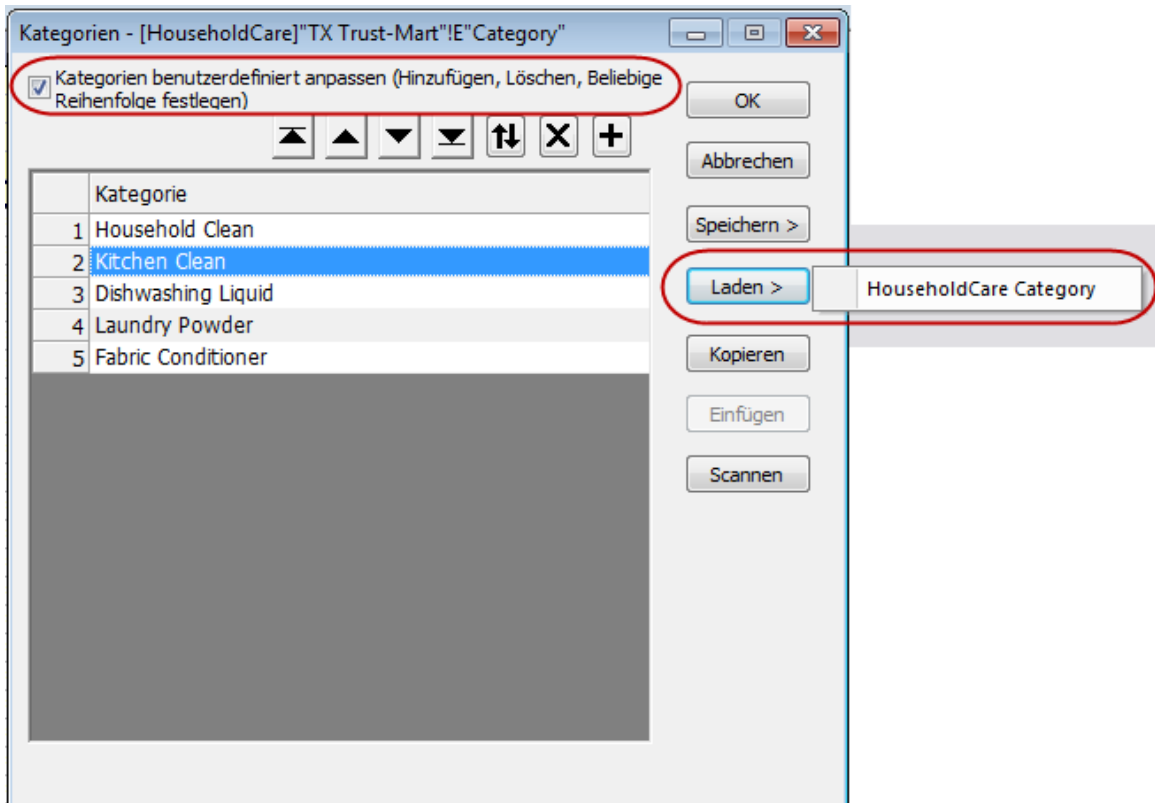 Kategorien - [HouseholdCare]"TX Trust-Mart"!E"Category"
Kategorien benutzerdefiniert anpassen (Hinzufügen, Löschen, Beliebige
Reihenfolge festlegen)
OK
Abbrechen
Speichern >
Laden >
HouseholdCare Category
Kopieren
Einfügen
Scannen
Kategorie
1 Household Clean
2 Kitchen Clean
3 Dishwashing Liquid
4 Laundry Powder
5 Fabric Conditioner